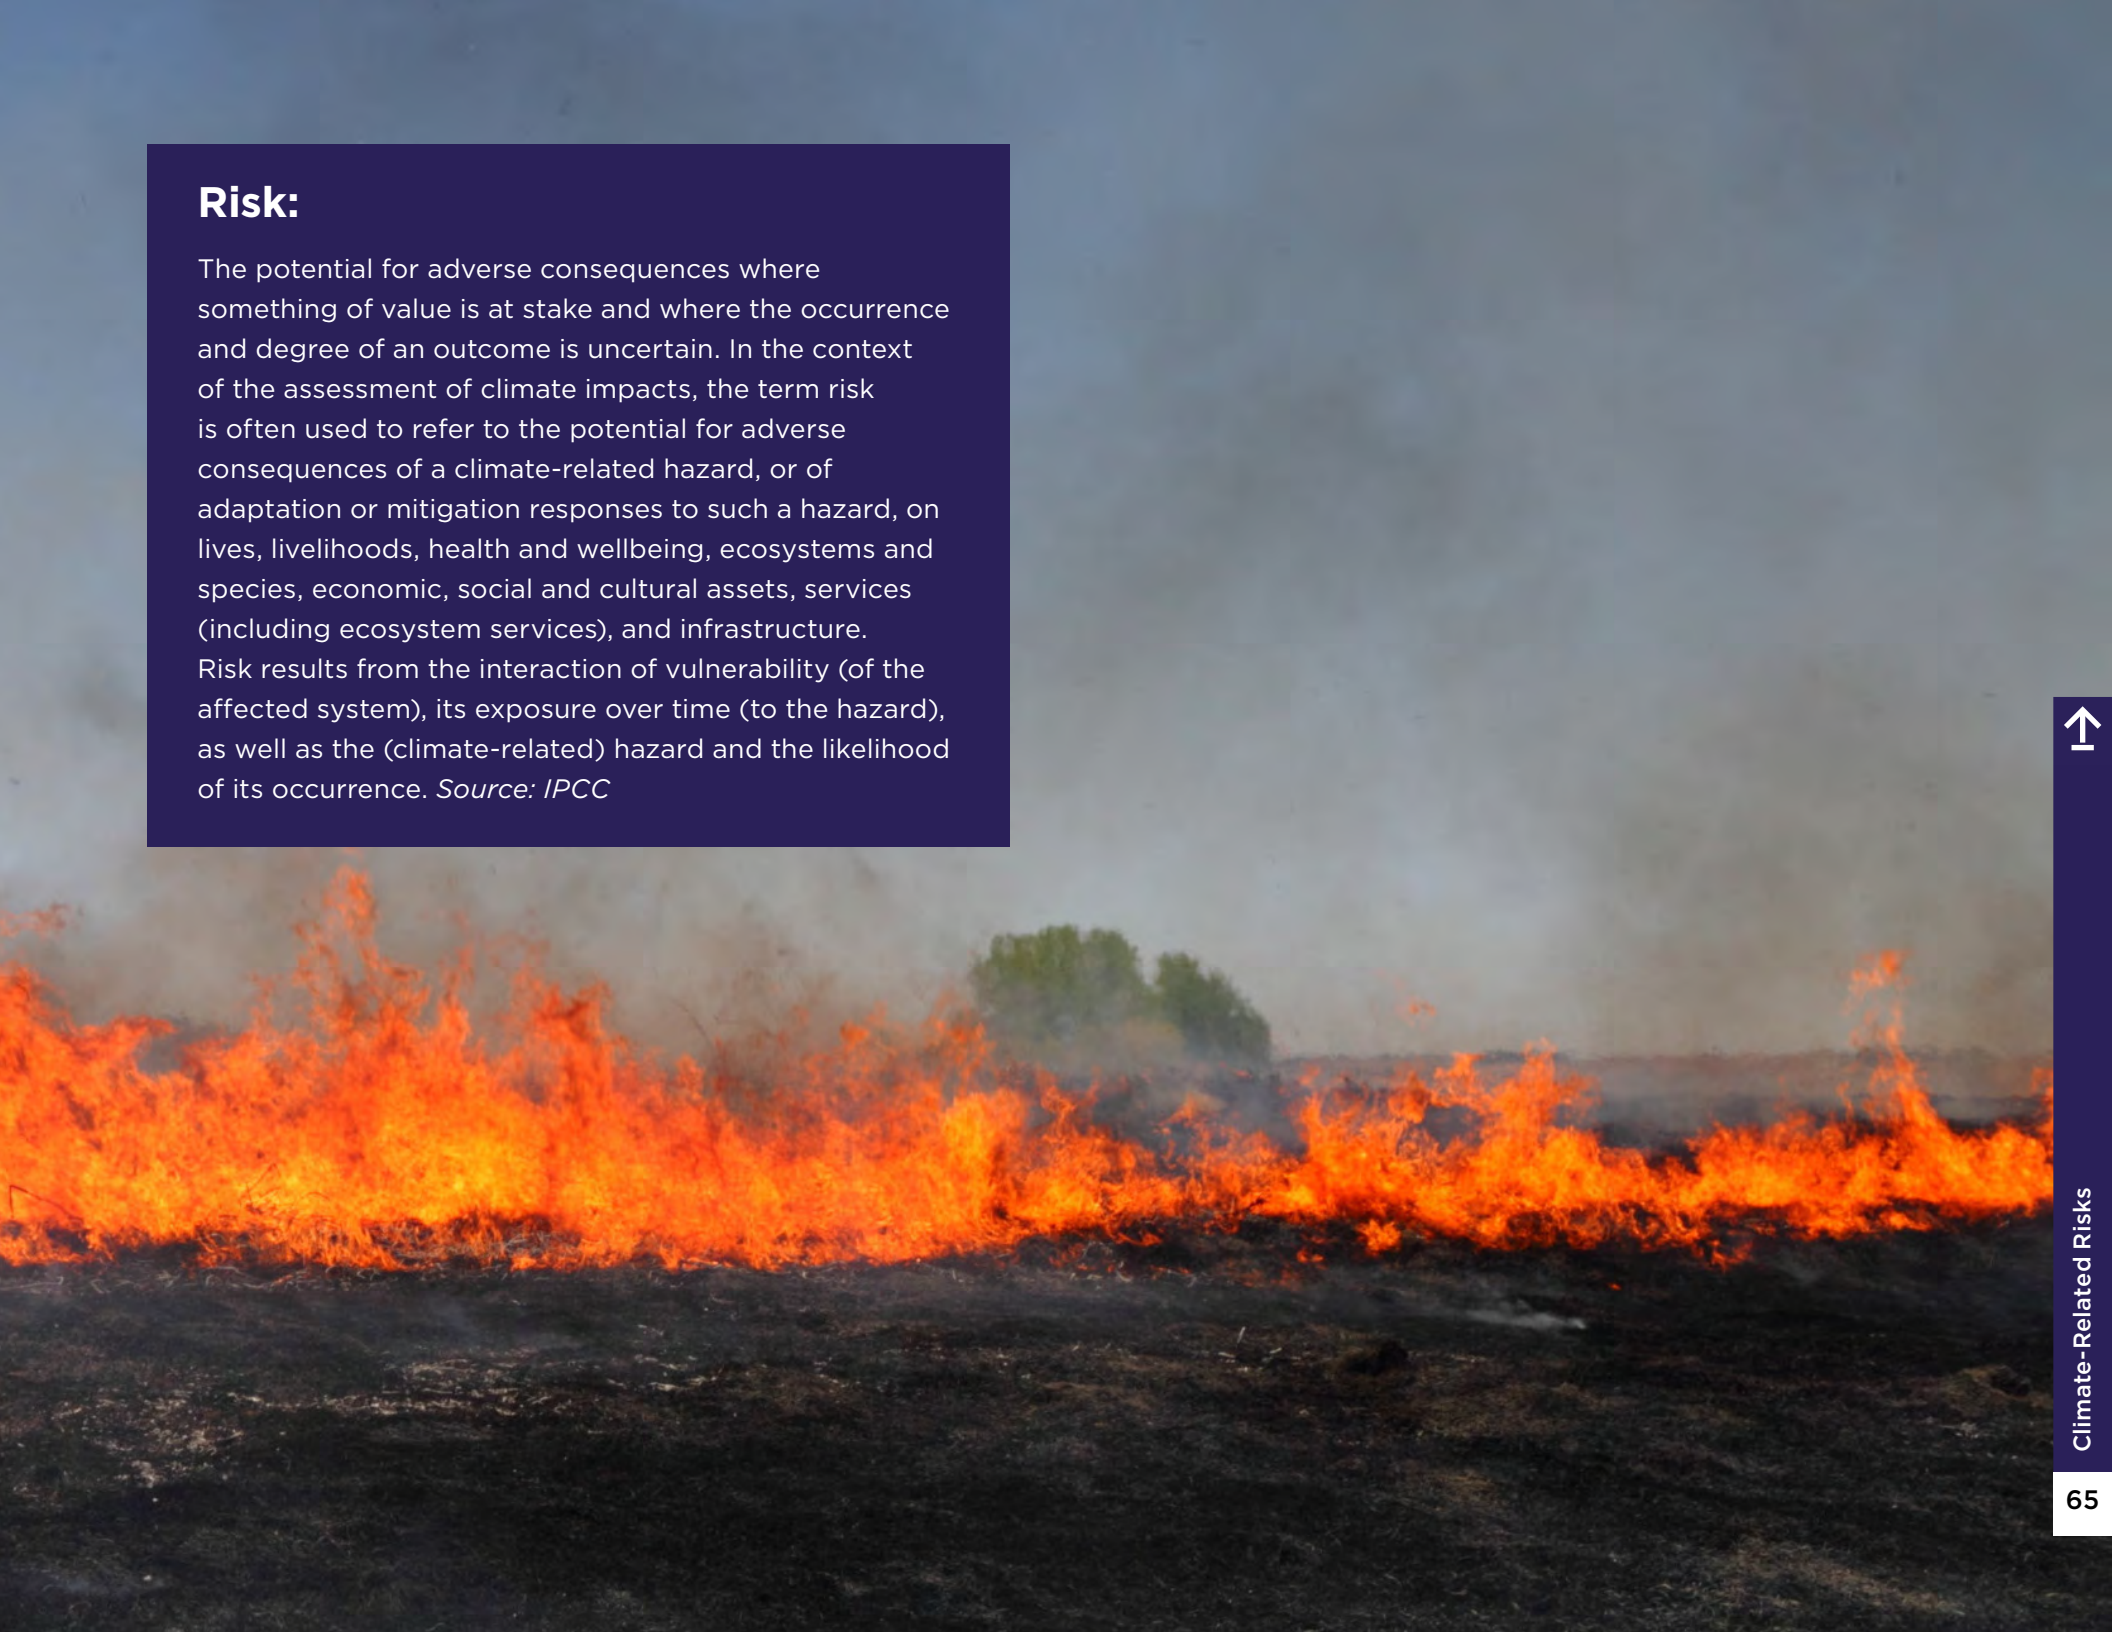 Risk:
The potential for adverse consequences where
something of value is at stake and where the occurrence
and degree of an outcome is uncertain. In the context
of the assessment of climate impacts, the term risk
is often used to refer to the potential for adverse
consequences of a climate-related hazard, or of
adaptation or mitigation responses to such a hazard, on
lives, livelihoods, health and wellbeing, ecosystems and
species, economic, social and cultural assets, services
(including ecosystem services), and infrastructure.
Risk results from the interaction of vulnerability (of the
affected system), its exposure over time (to the hazard),
as well as the (climate-related) hazard and the likelihood
of its occurrence. Source: IPCC
Climate-Related Risks
65